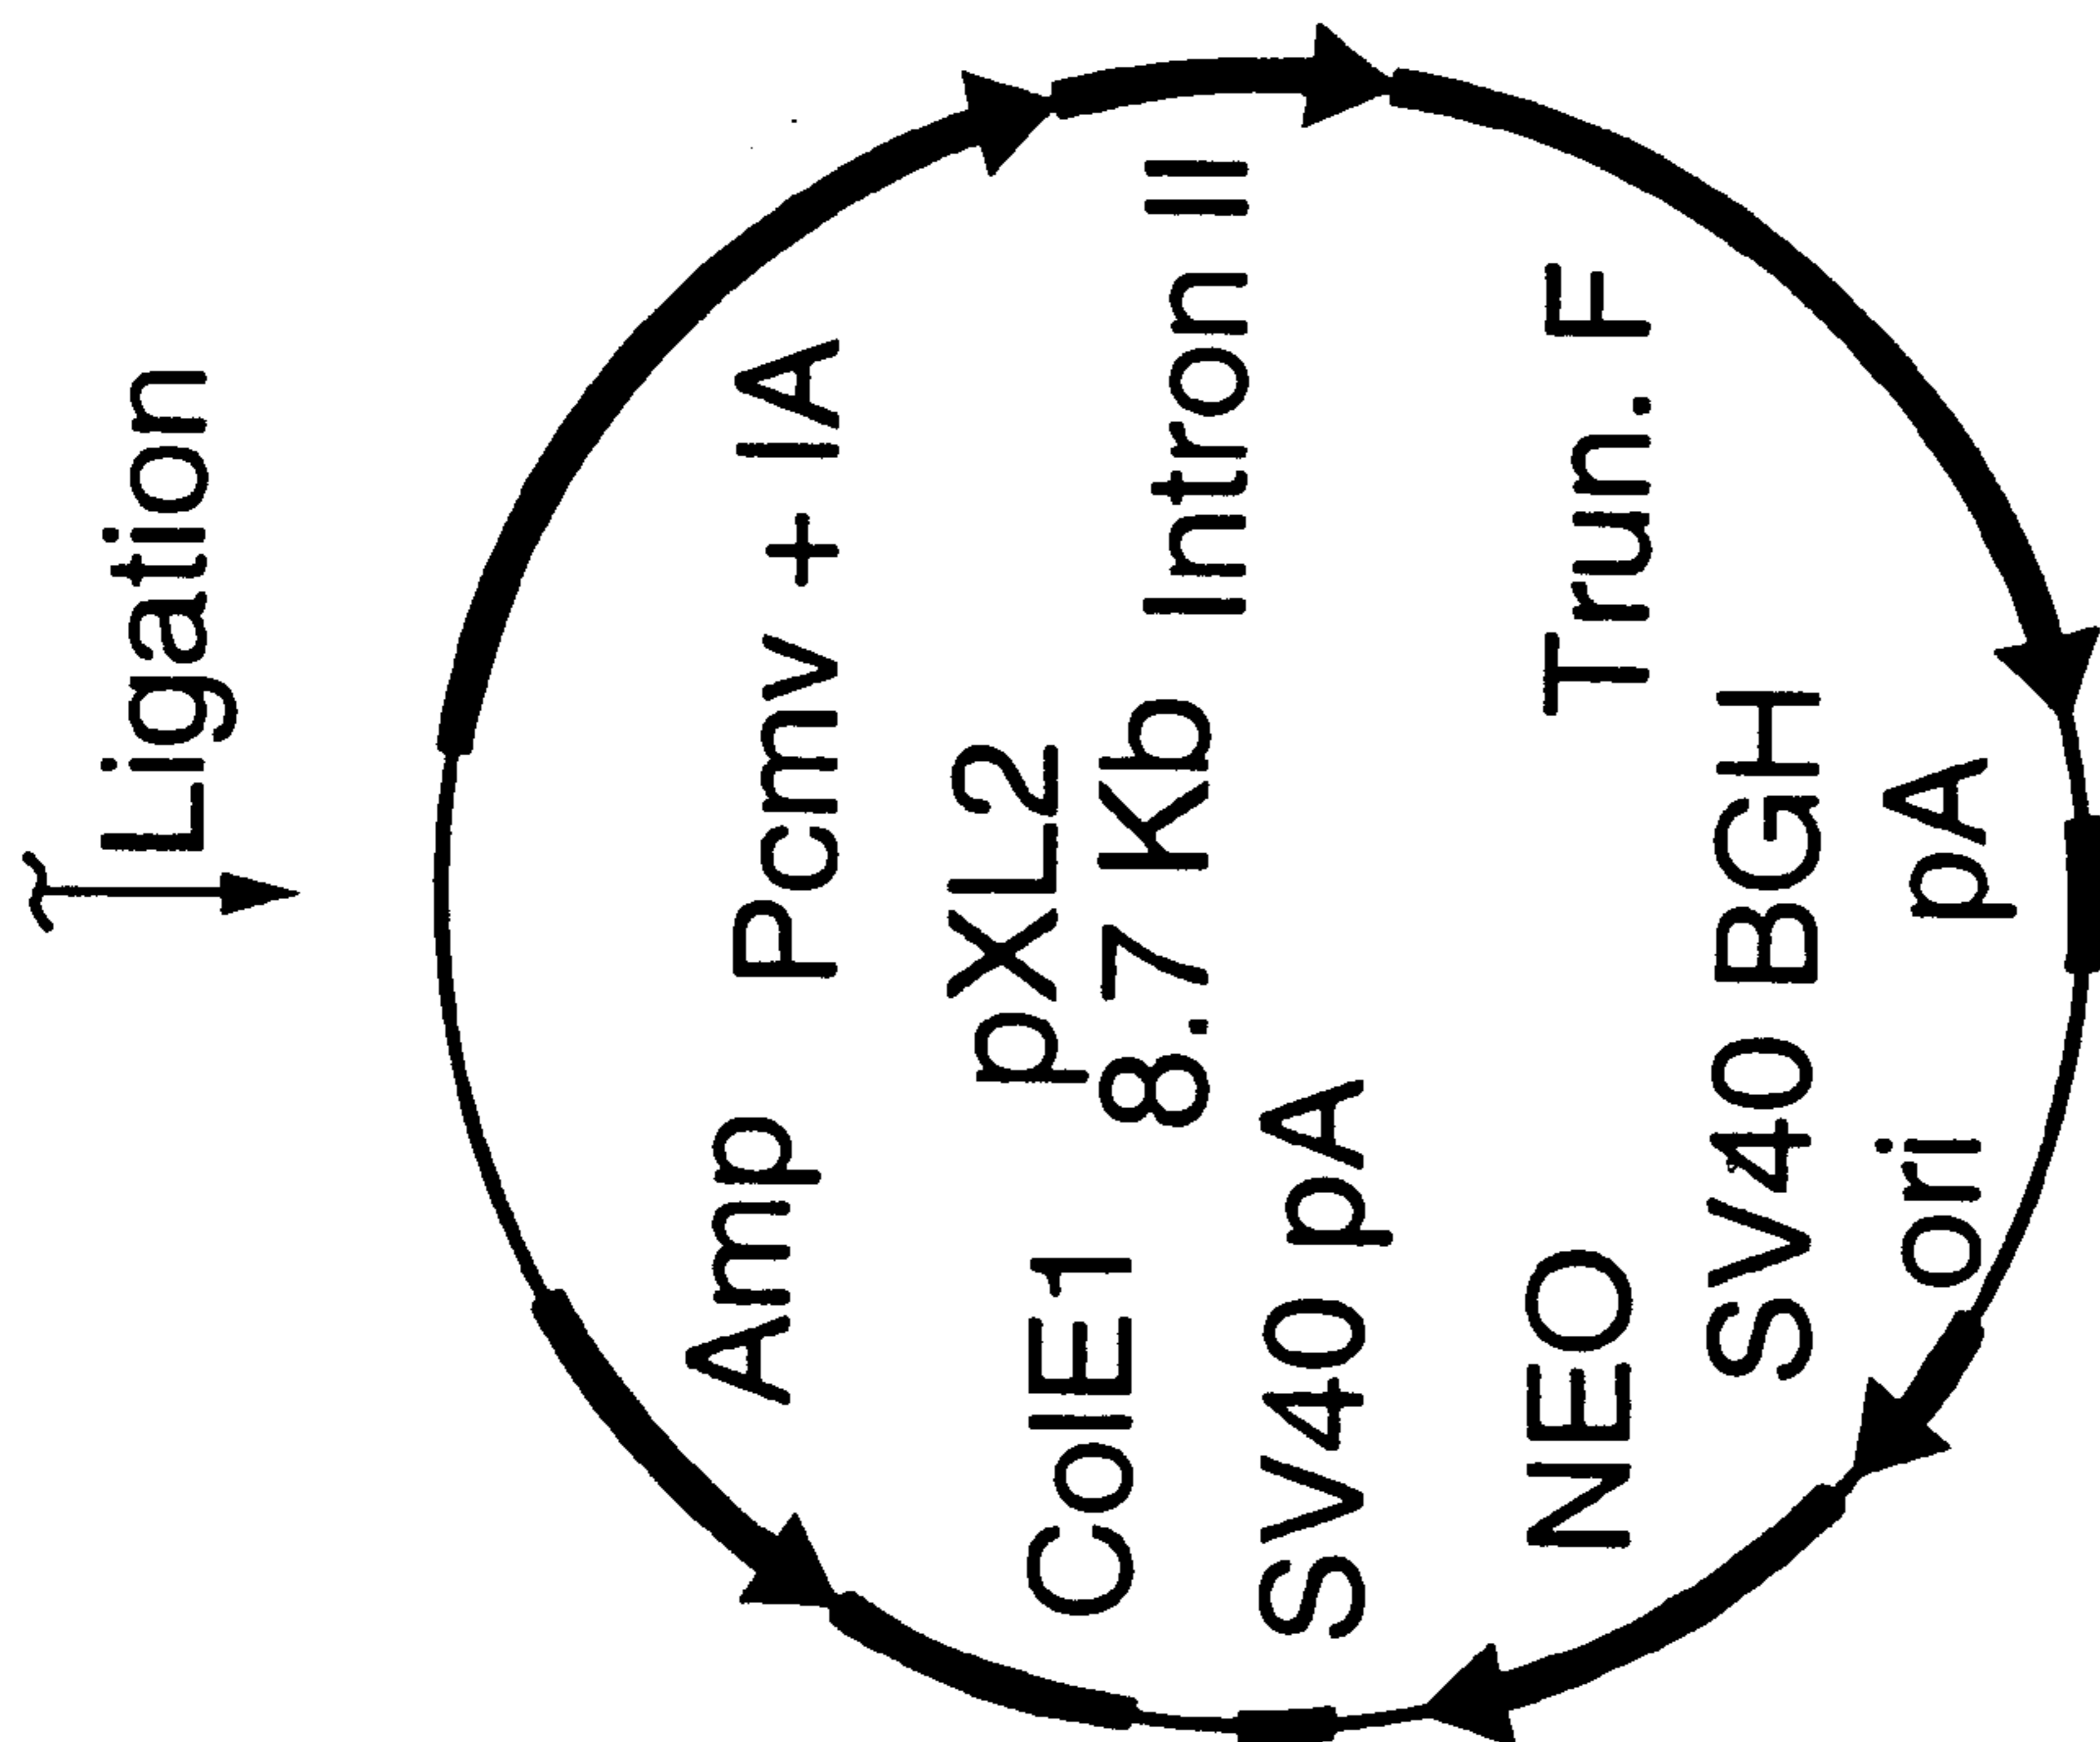 Ligation
Amp
Pcmv + IA
pXL2
8.7 Kb
ColE1
Intron II
SV40 pA
NEO
Trun. F
SV40
ori
BGH
pA